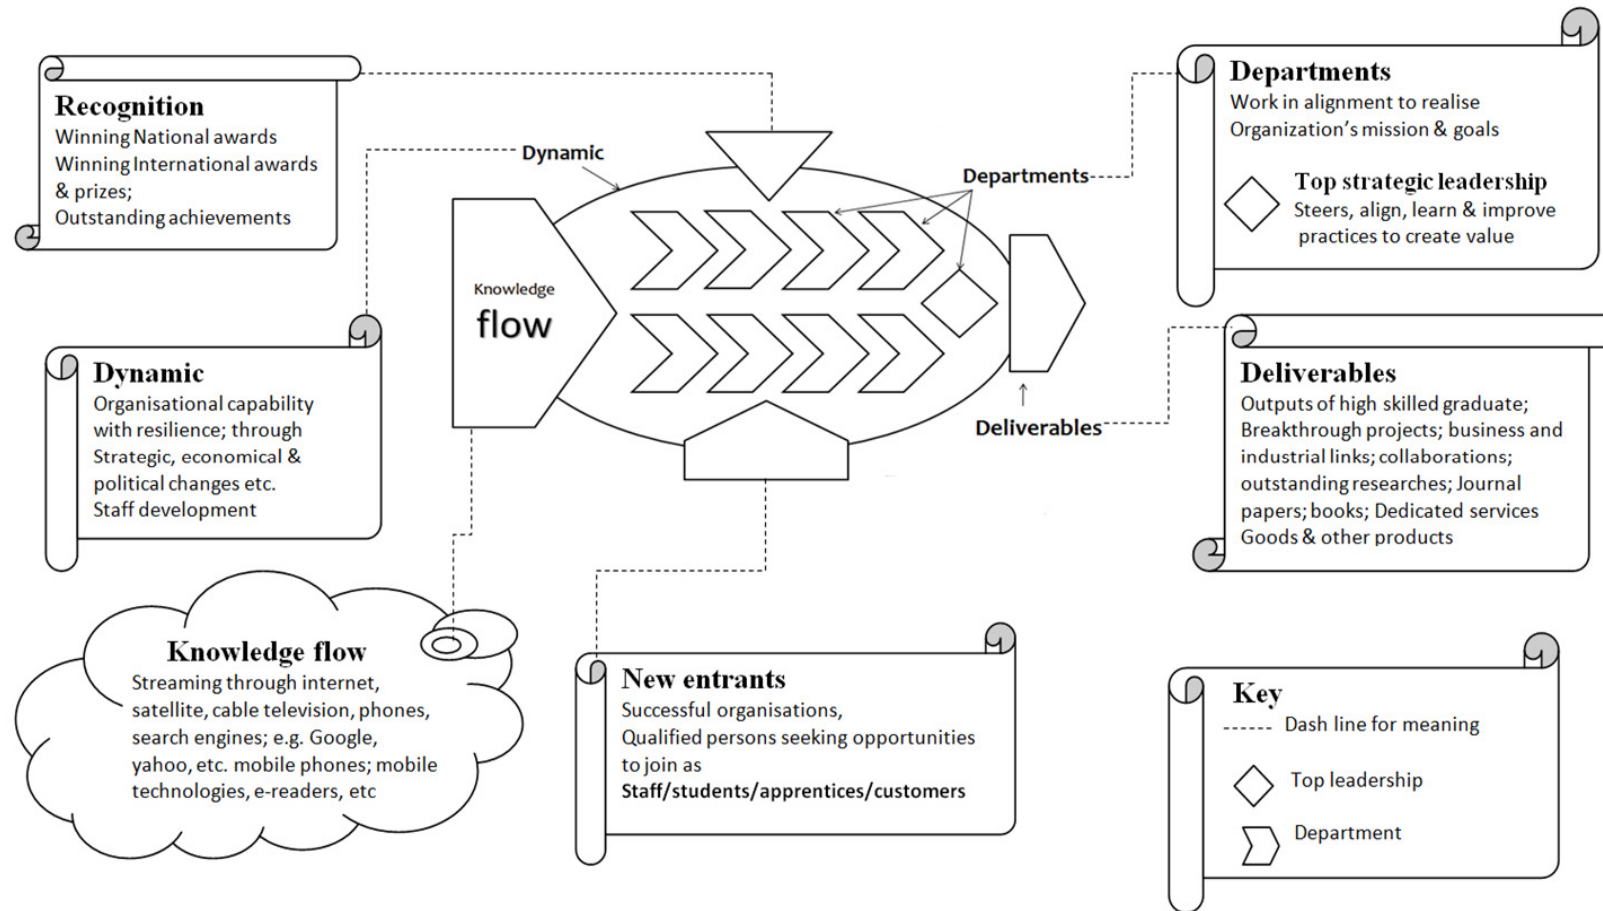 Recognition
Winning National awards
Winning International awards
& prizes;
Outstanding achievements
Dynamic
Departments
Knowledge
flow
Deliverables
Departments
Work in alignment to realise
Organization's mission & goals
Top strategic leadership
Steers, align, learn & improve
practices to create value
Dynamic
Organisational capability
with resilience; through
Strategic, economical &
political changes etc.
Staff development
Deliverables
Outputs of high skilled graduate;
Breakthrough projects; business and
industrial links; collaborations;
outstanding researches; Journal
papers; books; Dedicated services
Goods & other products
Knowledge flow
Streaming through internet,
satellite, cable television, phones,
search engines; e.g. Google,
yahoo, etc. mobile phones; mobile
technologies, e-readers, etc
New entrants
Successful organisations,
Qualified persons seeking opportunities
to join as
Staff/students/apprentices/customers
Key
Dash line for meaning
Top leadership
Department